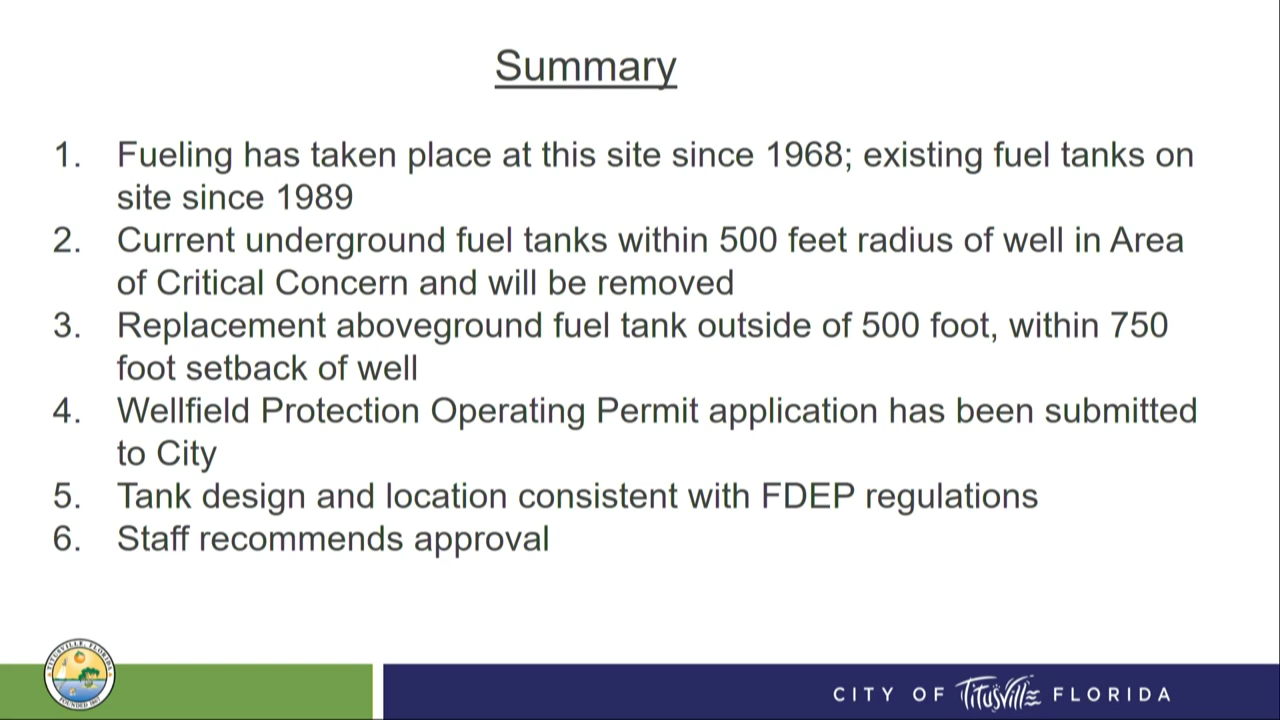 Summary
1. Fueling has taken place at this site since 1968; existing fuel tanks on
site since 1989
2. Current underground fuel tanks within 500 feet radius of well in Area
of Critical Concern and will be removed
3. Replacement aboveground fuel tank outside of 500 foot, within 750
foot setback of well
4. Wellfield Protection Operating Permit application has been submitted
to City
5. Tank design and location consistent with FDEP regulations
6. Staff recommends approval
TITUSVILLE, FLORIDA
CITY OF Titusville FLORIDA